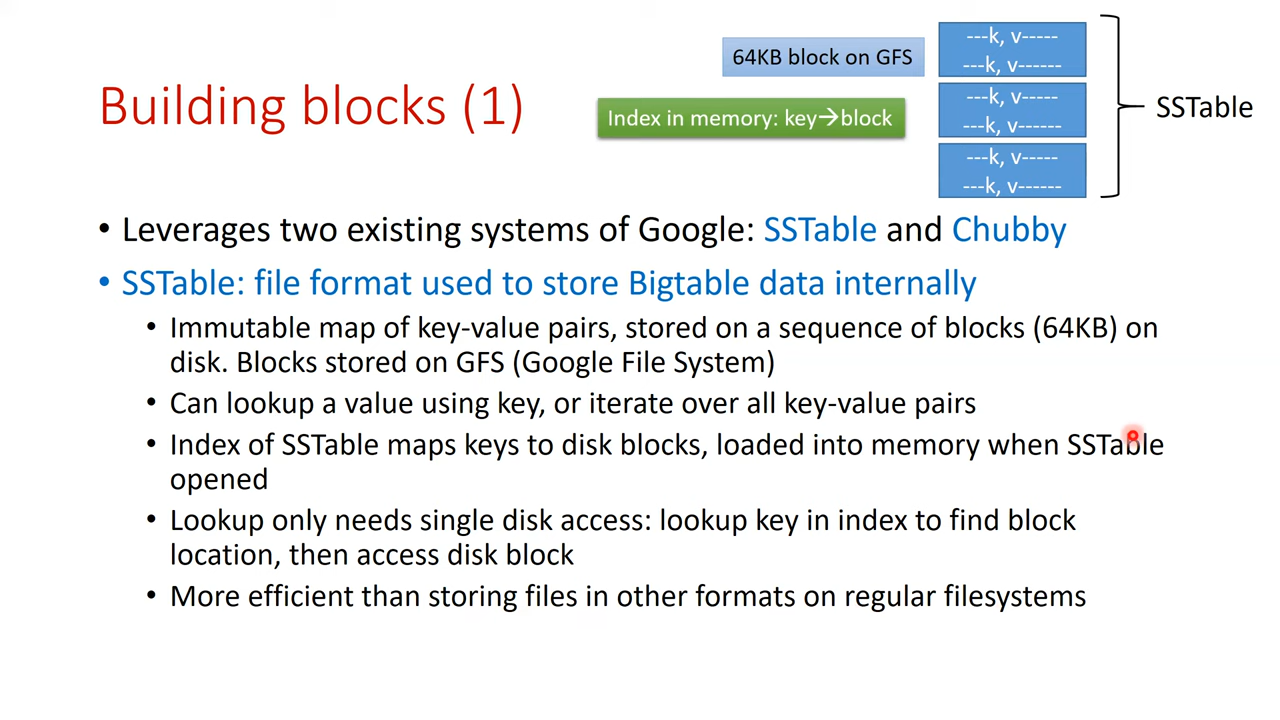 64KB block on GFS
Index in memory: key→block
---k, v-----
---k, v------
---k, v-----
---k, v------
---k, v-----
---k, v------
SSTable
Building blocks (1)
• Leverages two existing systems of Google: SSTable and Chubby
• SSTable: file format used to store Bigtable data internally
• Immutable map of key-value pairs, stored on a sequence of blocks (64KB) on
disk. Blocks stored on GFS (Google File System)
• Can lookup a value using key, or iterate over all key-value pairs
• Index of SSTable maps keys to disk blocks, loaded into memory when SSTable
opened
• Lookup only needs single disk access: lookup key in index to find block
location, then access disk block
• More efficient than storing files in other formats on regular filesystems